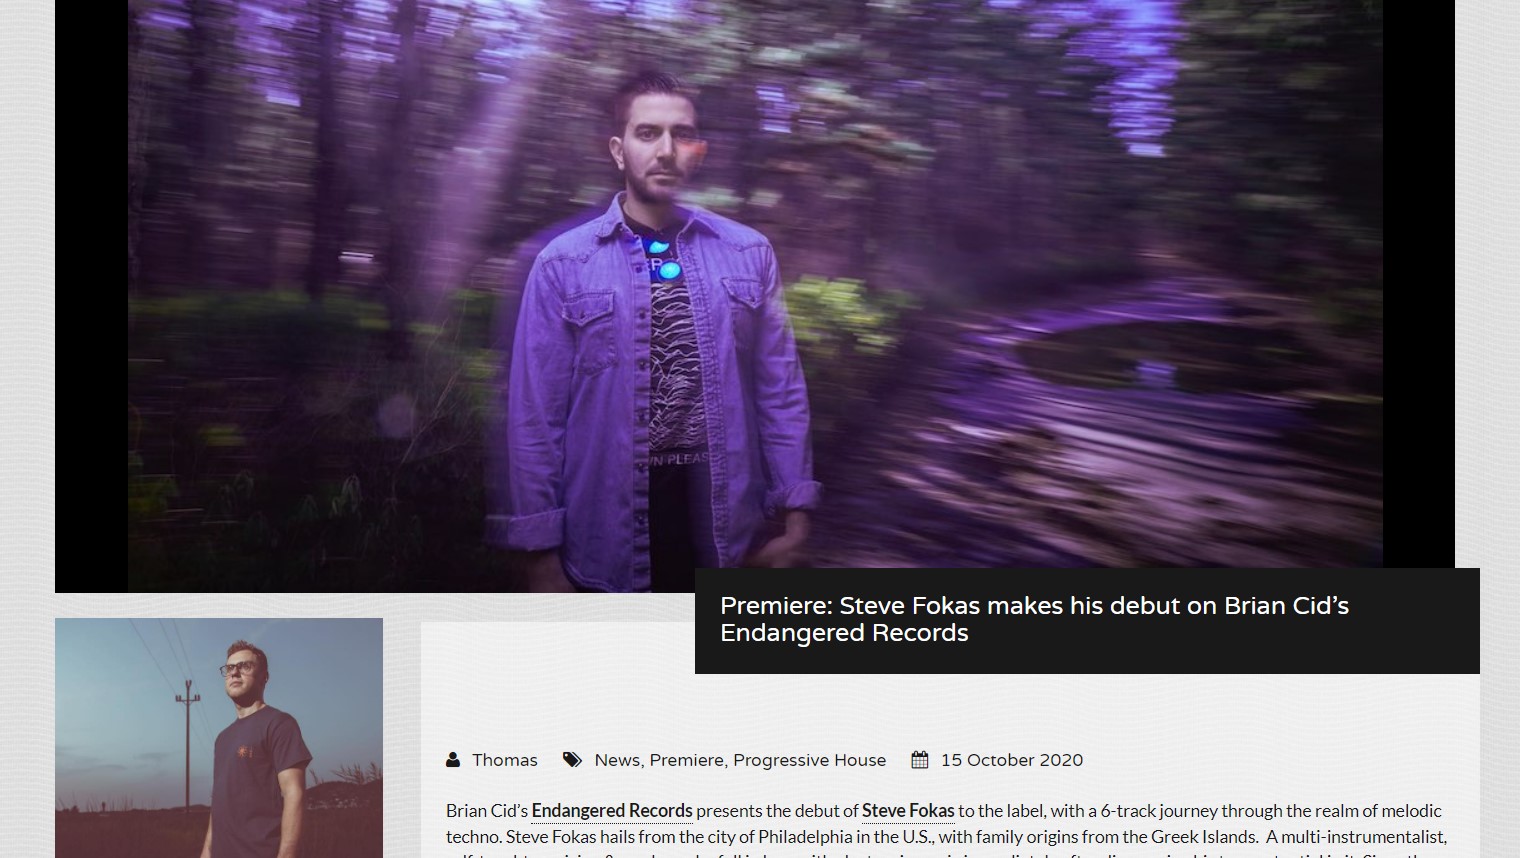 Premiere: Steve Fokas makes his debut on Brian Cid’s
Endangered Records
Thomas News, Premiere, Progressive House 15 October 2020
Brian Cid’s Endangered Records presents the debut of Steve Fokas to the label, with a 6-track journey through the realm of melodic
techno. Steve Fokas hails from the city of Philadelphia in the U.S., with family origins from the Greek Islands.  A multi-instrumentalist,